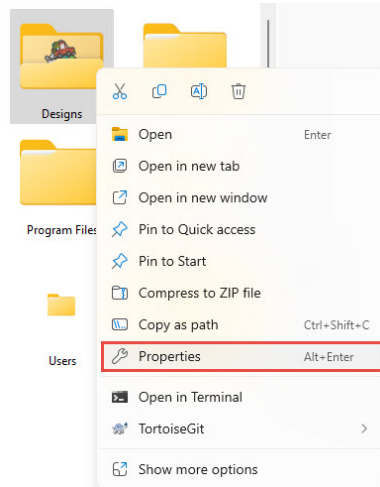 Designs
Open Enter
Open in new tab
Open in new window
Program Files
Pin to Quick access
Pin to Start
Compress to ZIP file
Copy as path Ctrl+Shift+C
Users
Properties Alt+Enter
Open in Terminal
TortoiseGit
Show more options